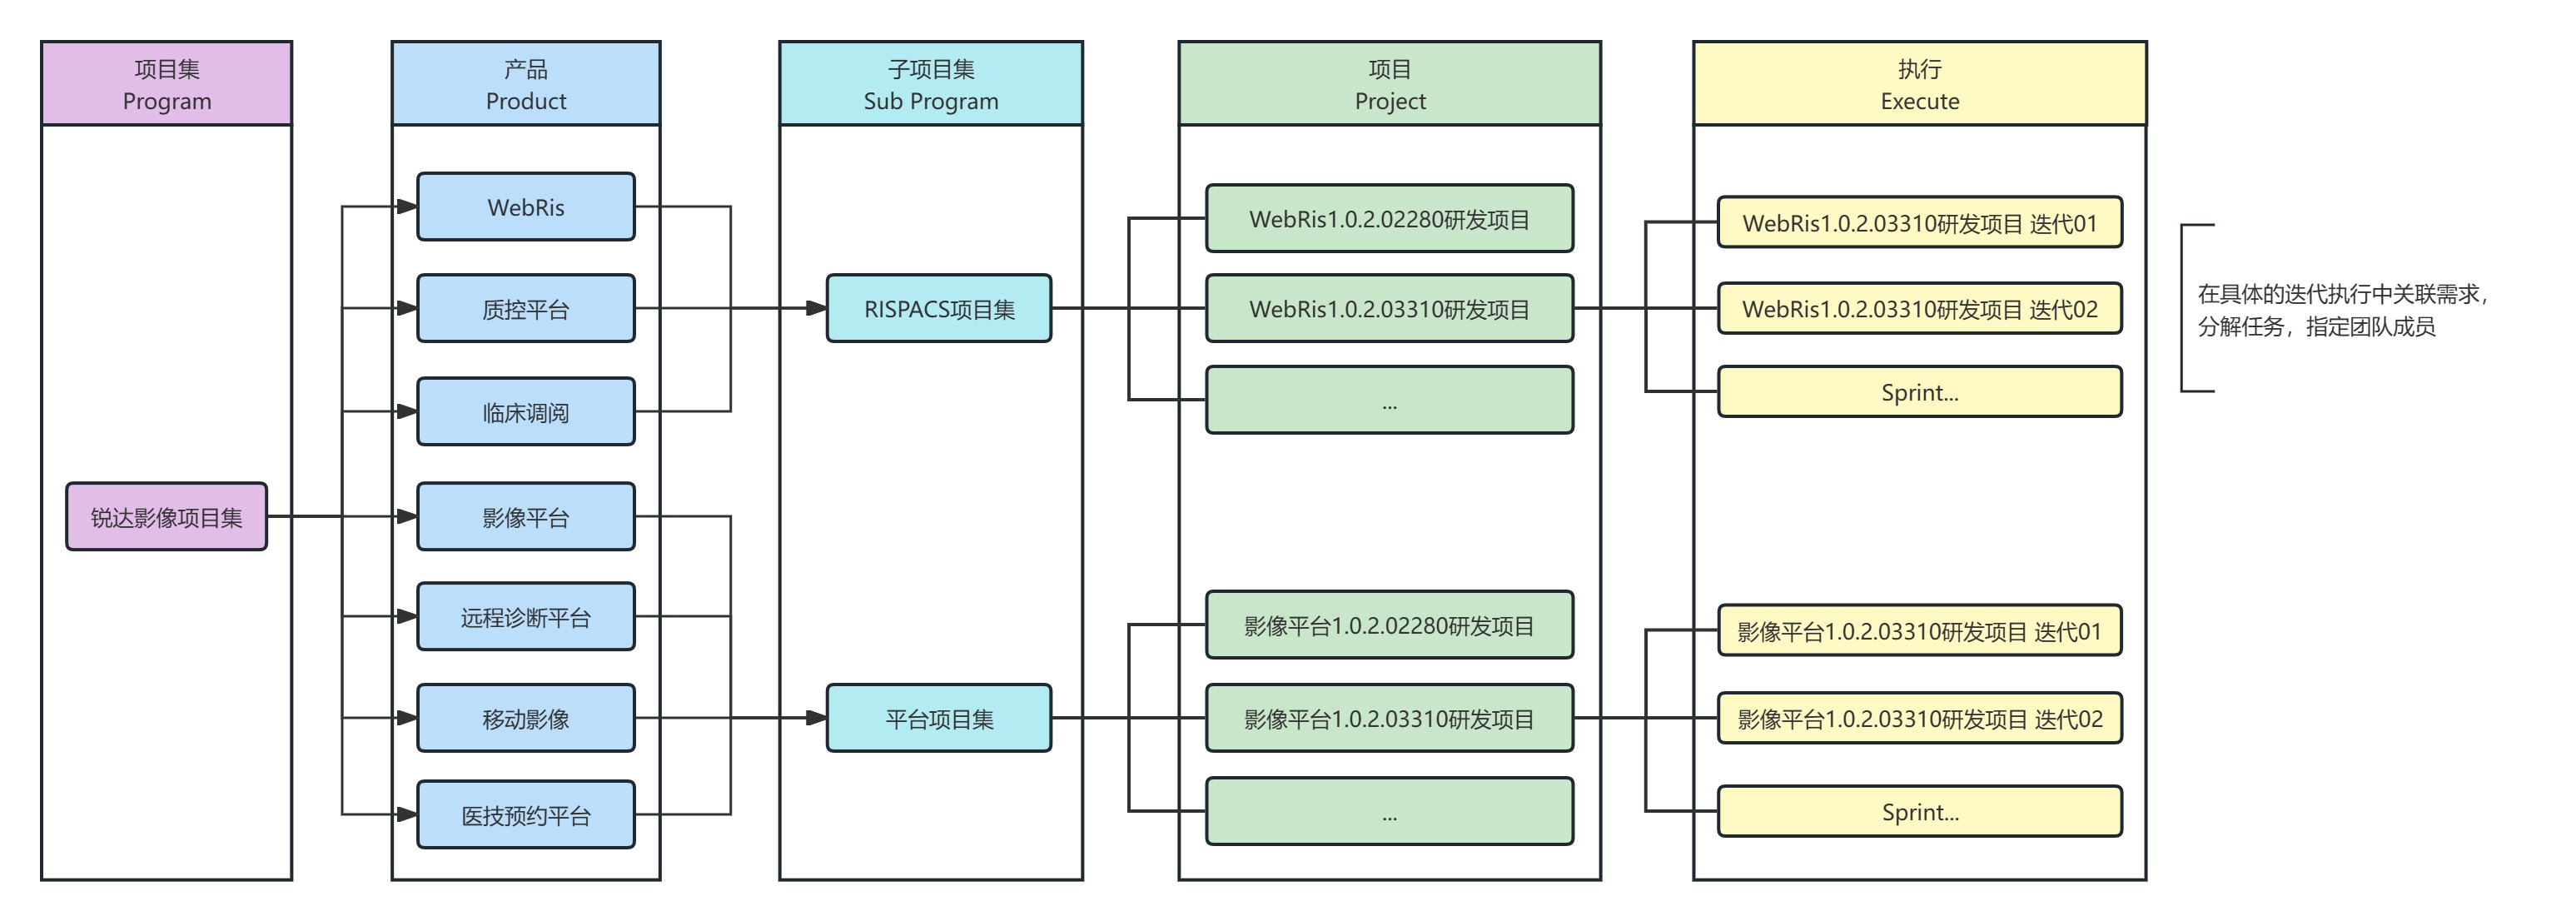 项目集
Program
产品
Product
子项目集
Sub Program
项目
Project
执行
Execute
锐达影像项目集
WebRis
质控平台
临床调阅
影像平台
远程诊断平台
移动影像
医技预约平台
RISPACS项目集
平台项目集
WebRis1.0.2.02280研发项目
WebRis1.0.2.03310研发项目
...
影像平台1.0.2.02280研发项目
影像平台1.0.2.03310研发项目
...
WebRis1.0.2.03310研发项目 迭代01
WebRis1.0.2.03310研发项目 迭代02
Sprint...
影像平台1.0.2.03310研发项目 迭代01
影像平台1.0.2.03310研发项目 迭代02
Sprint...
在具体的迭代执行中关联需求，
分解任务，指定团队成员